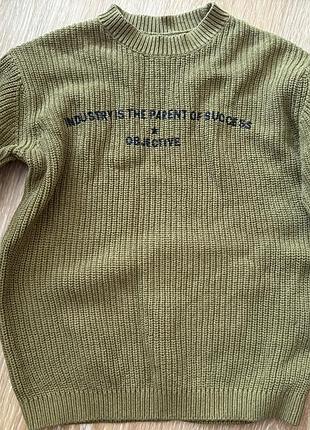 INDUSTRY IS THE PARENT OF SUCCESS
★
OBJECTIVE